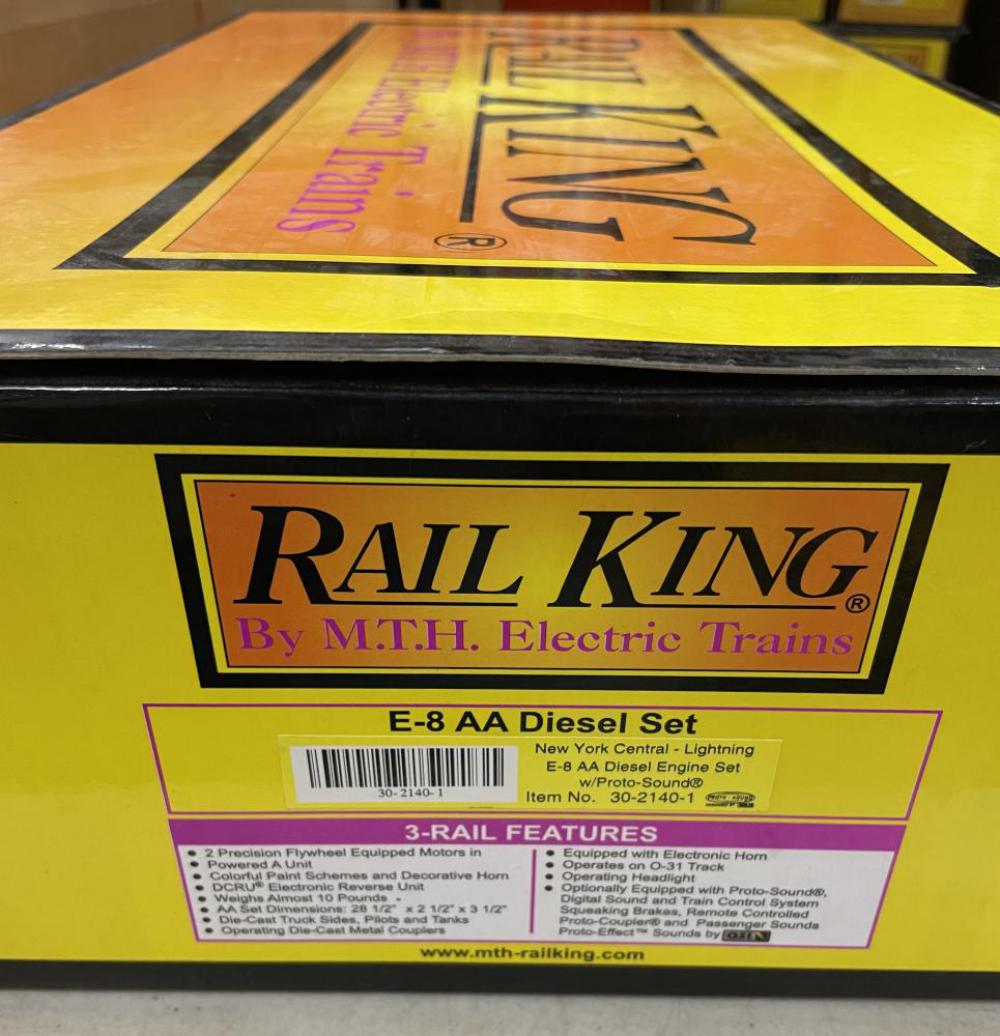 RAIL KING
By M.T.H. Electric Trains
®
RAIL KING®
By M.T.H. Electric Trains
E-8 AA Diesel Set
30-2140-1
New York Central - Lightning
E-8 AA Diesel Engine Set
w/Proto-Sound®
Item No. 30-2140-1
3-RAIL FEATURES
• 2 Precision Flywheel Equipped Motors in
• Powered A Unit
• Colorful Paint Schemes and Decorative Horn
• DCRU® Electronic Reverse Unit
• Weighs Almost 10 Pounds
• AA Set Dimensions: 28 1/2" x 2 1/2" x 3 1/2"
• Die-Cast Truck Sides, Pilots and Tanks
• Operating Die-Cast Metal Couplers
• Equipped with Electronic Horn
• Operates on O-31 Track
• Operating Headlight
• Optionally Equipped with Proto-Sound®,
Digital Sound and Train Control System
Squeaking Brakes, Remote Controlled
Proto-Coupler® and Passenger Sounds
Proto-Effect™ Sounds by QSI
www.mth-railking.com